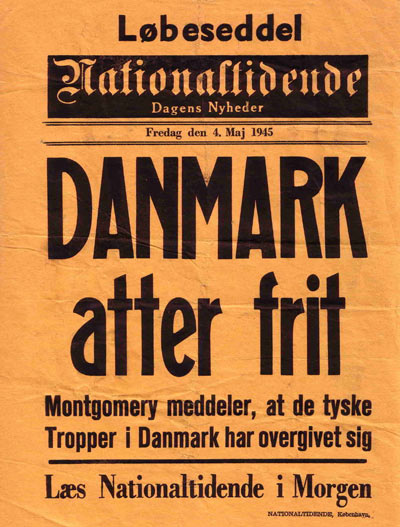 Løbeseddel
Nationaltidende
Dagens Nyheder
Fredag den 4. Maj 1945
DANMARK
atter frit
Montgomery meddeler, at de tyske
Tropper i Danmark har overgivet sig
Læs Nationaltidende i Morgen
NATIONALTIDENDE, København.